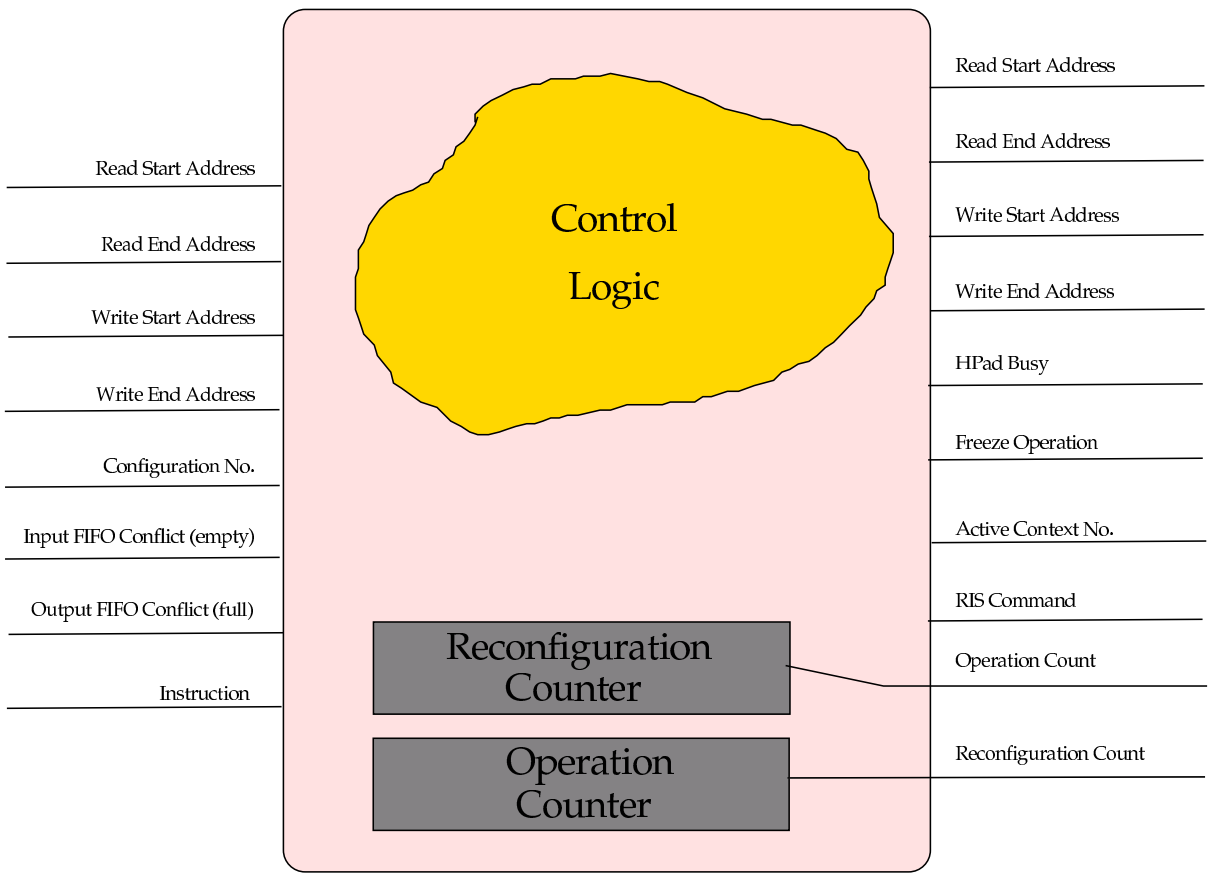 Read Start Address
Read End Address
Write Start Address
Write End Address
Configuration No.
Input FIFO Conflict (empty)
Output FIFO Conflict (full)
Instruction
Control
Logic
Reconfiguration
Counter
Operation
Counter
Read Start Address
Read End Address
Write Start Address
Write End Address
HPad Busy
Freeze Operation
Active Context No.
RIS Command
Operation Count
Reconfiguration Count